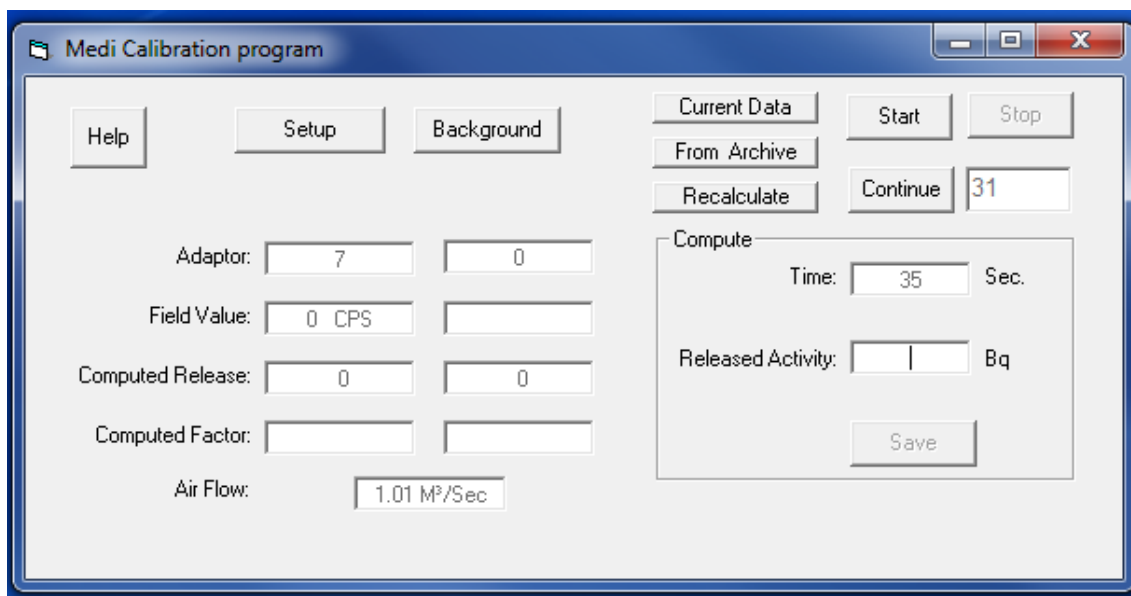 Medi Calibration program
Help
Setup
Background
Current Data
From Archive
Recalculate
Start
Stop
Continue
31
Adaptor: 7 0
Field Value: 0 CPS
Computed Release: 0 0
Computed Factor:
Air Flow: 1.01 M³/Sec
Compute
Time: 35 Sec.
Released Activity: Bq
Save